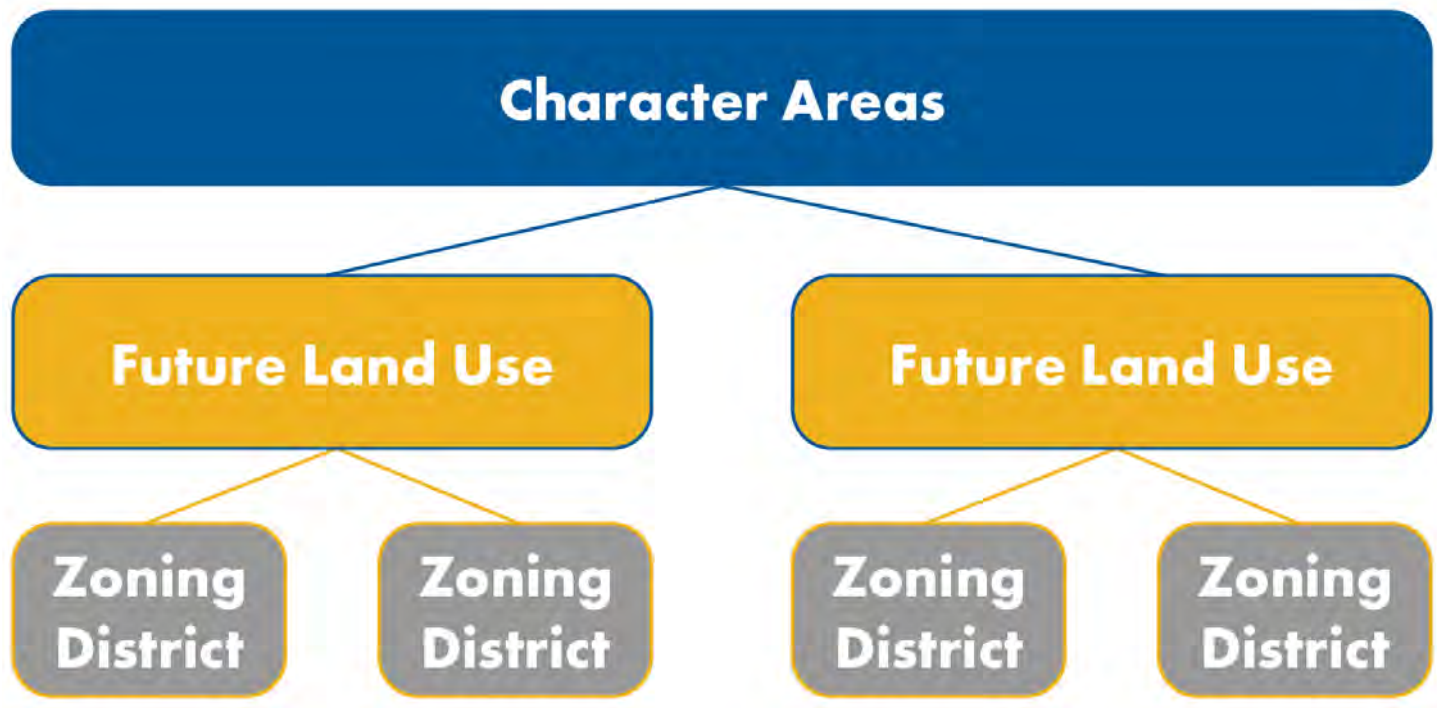 Character Areas
Future Land Use
Future Land Use
Zoning
District
Zoning
District
Zoning
District
Zoning
District